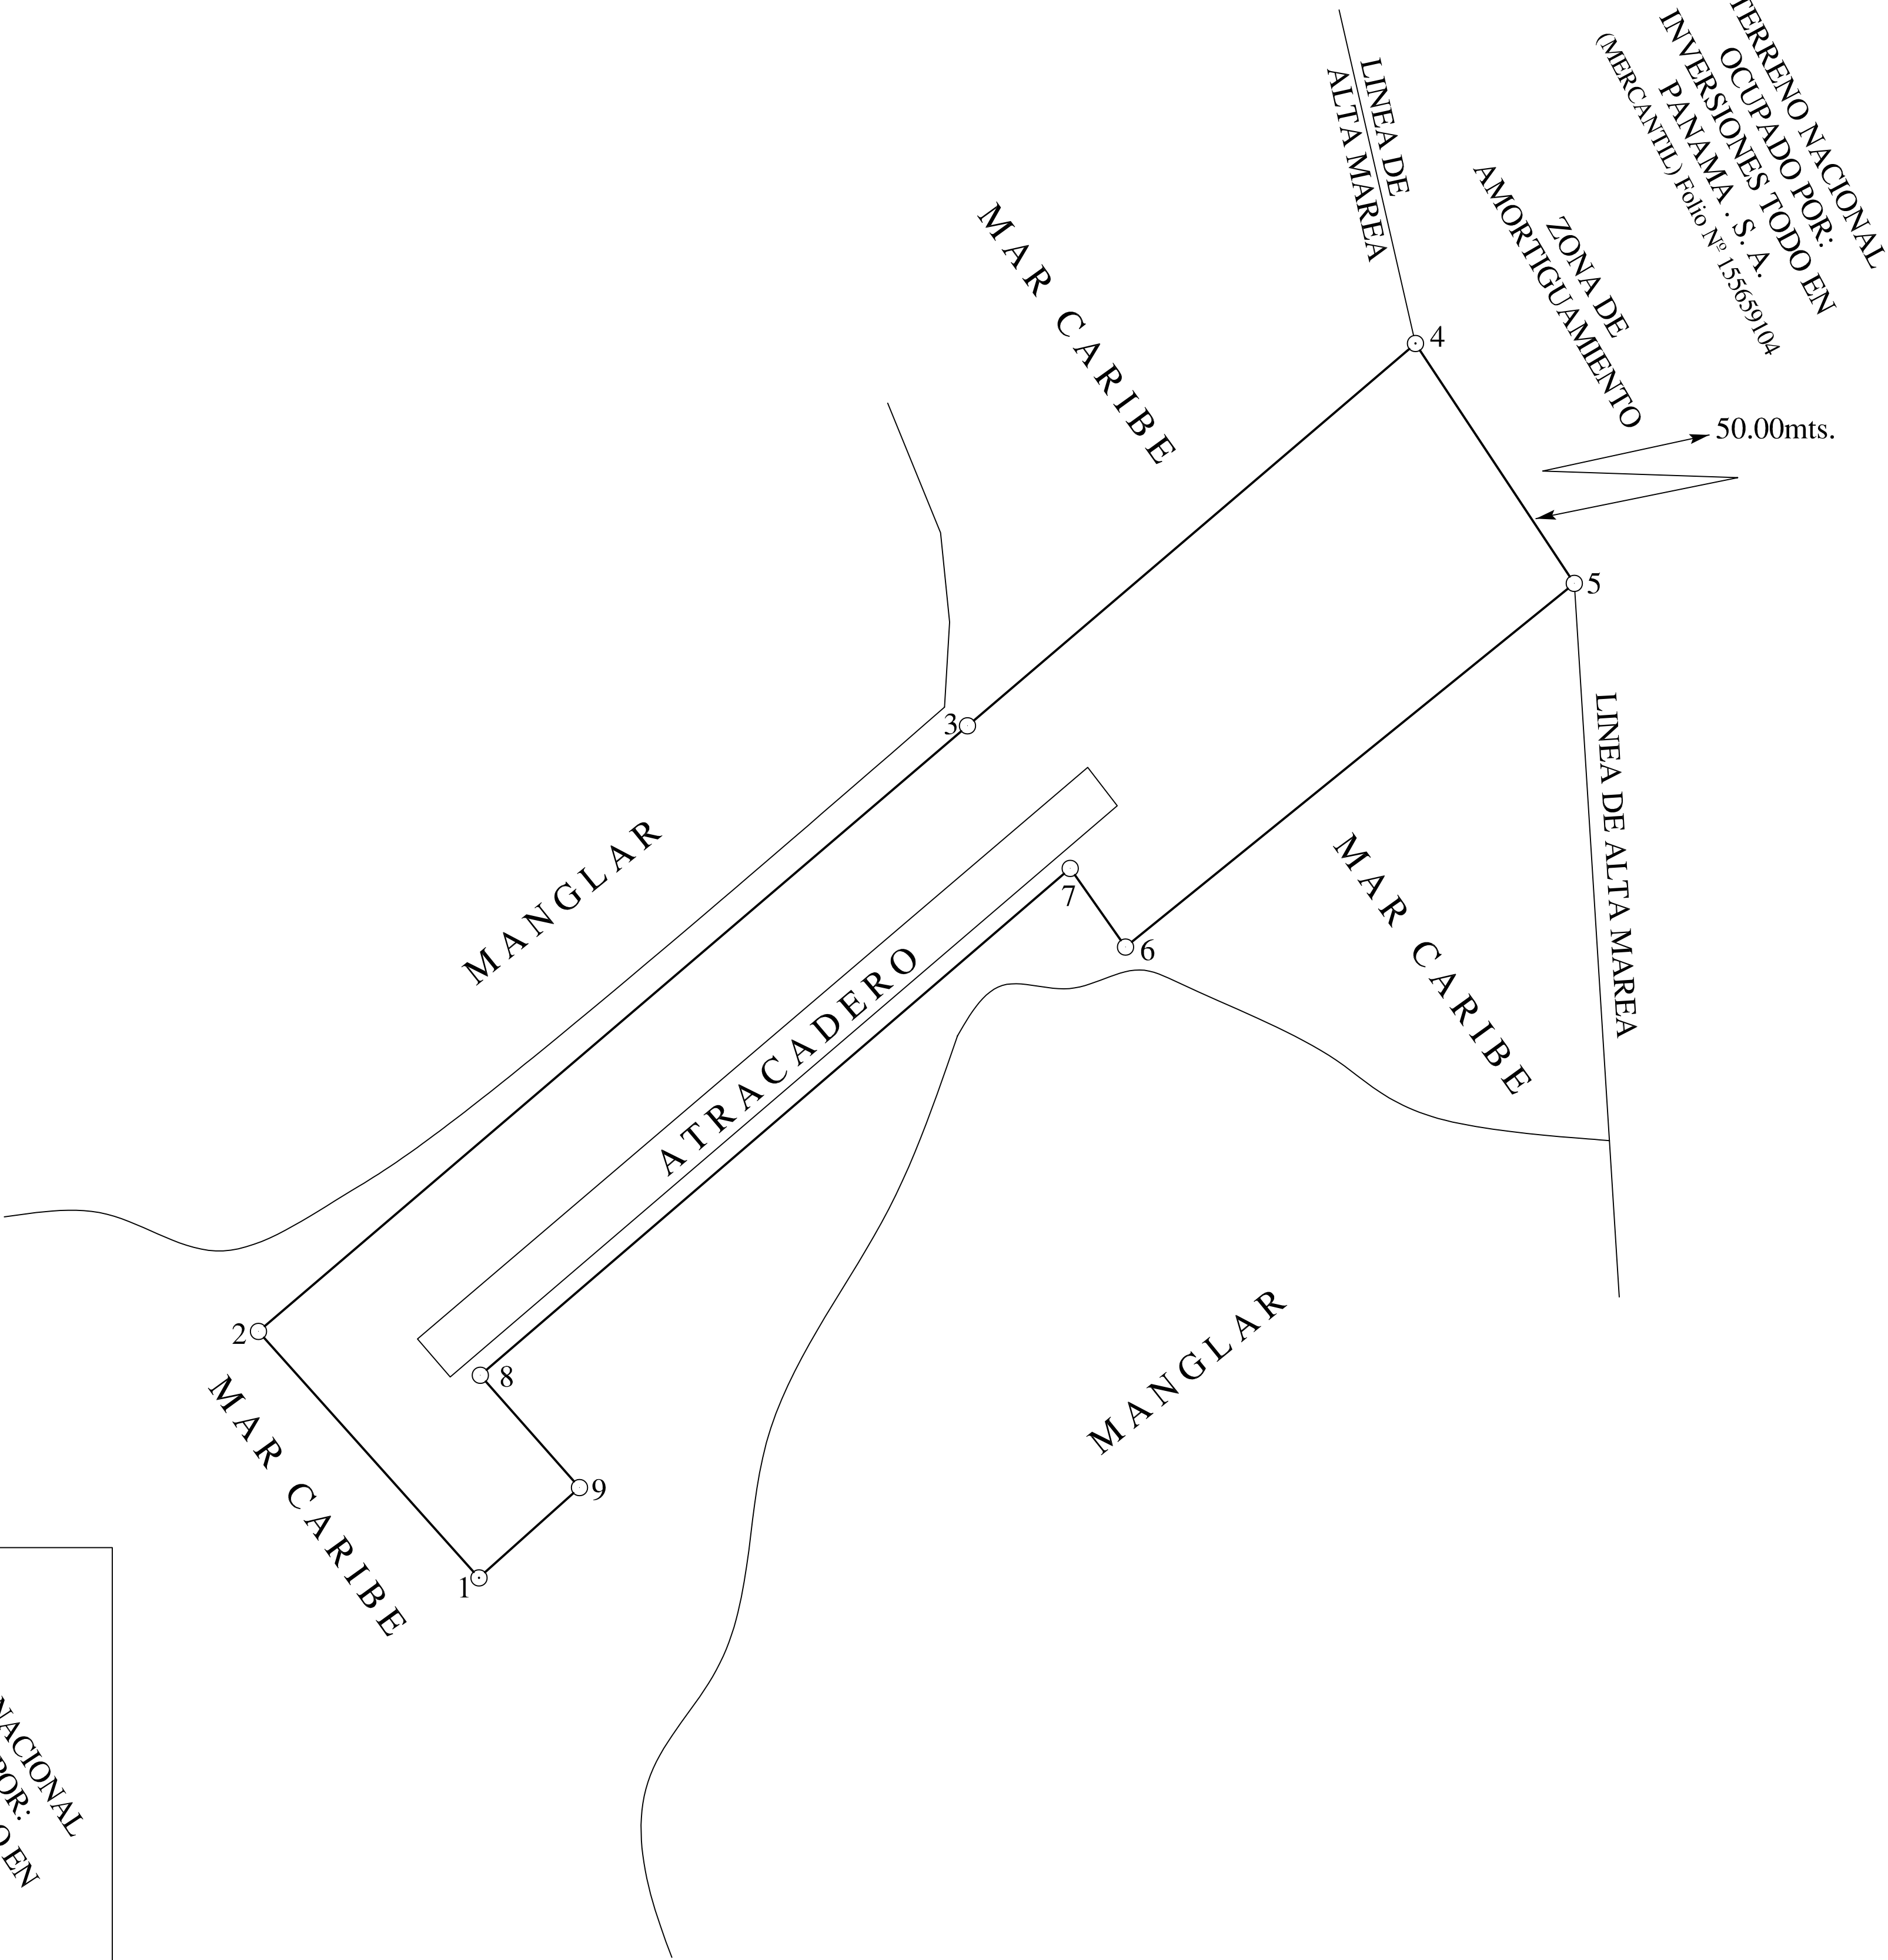 TERRENO NACIONAL
OCUPADO POR:
INVERSIONES TODO EN
PANAMA . S. A.
(MERCANTIL) Folio Nº 155659104
ZONA DE
AMORTIGUAMIENTO
LINEA DE
ALTA MAREA
MAR CARIBE
4
50.00mts.
5
3
LINEA DE ALTA MAREA
MANGLAR
MAR CARIBE
7
6
ATRACADERO
2
8
MANGLAR
MAR CARIBE
9
1
NACIONAL
POR:
EN